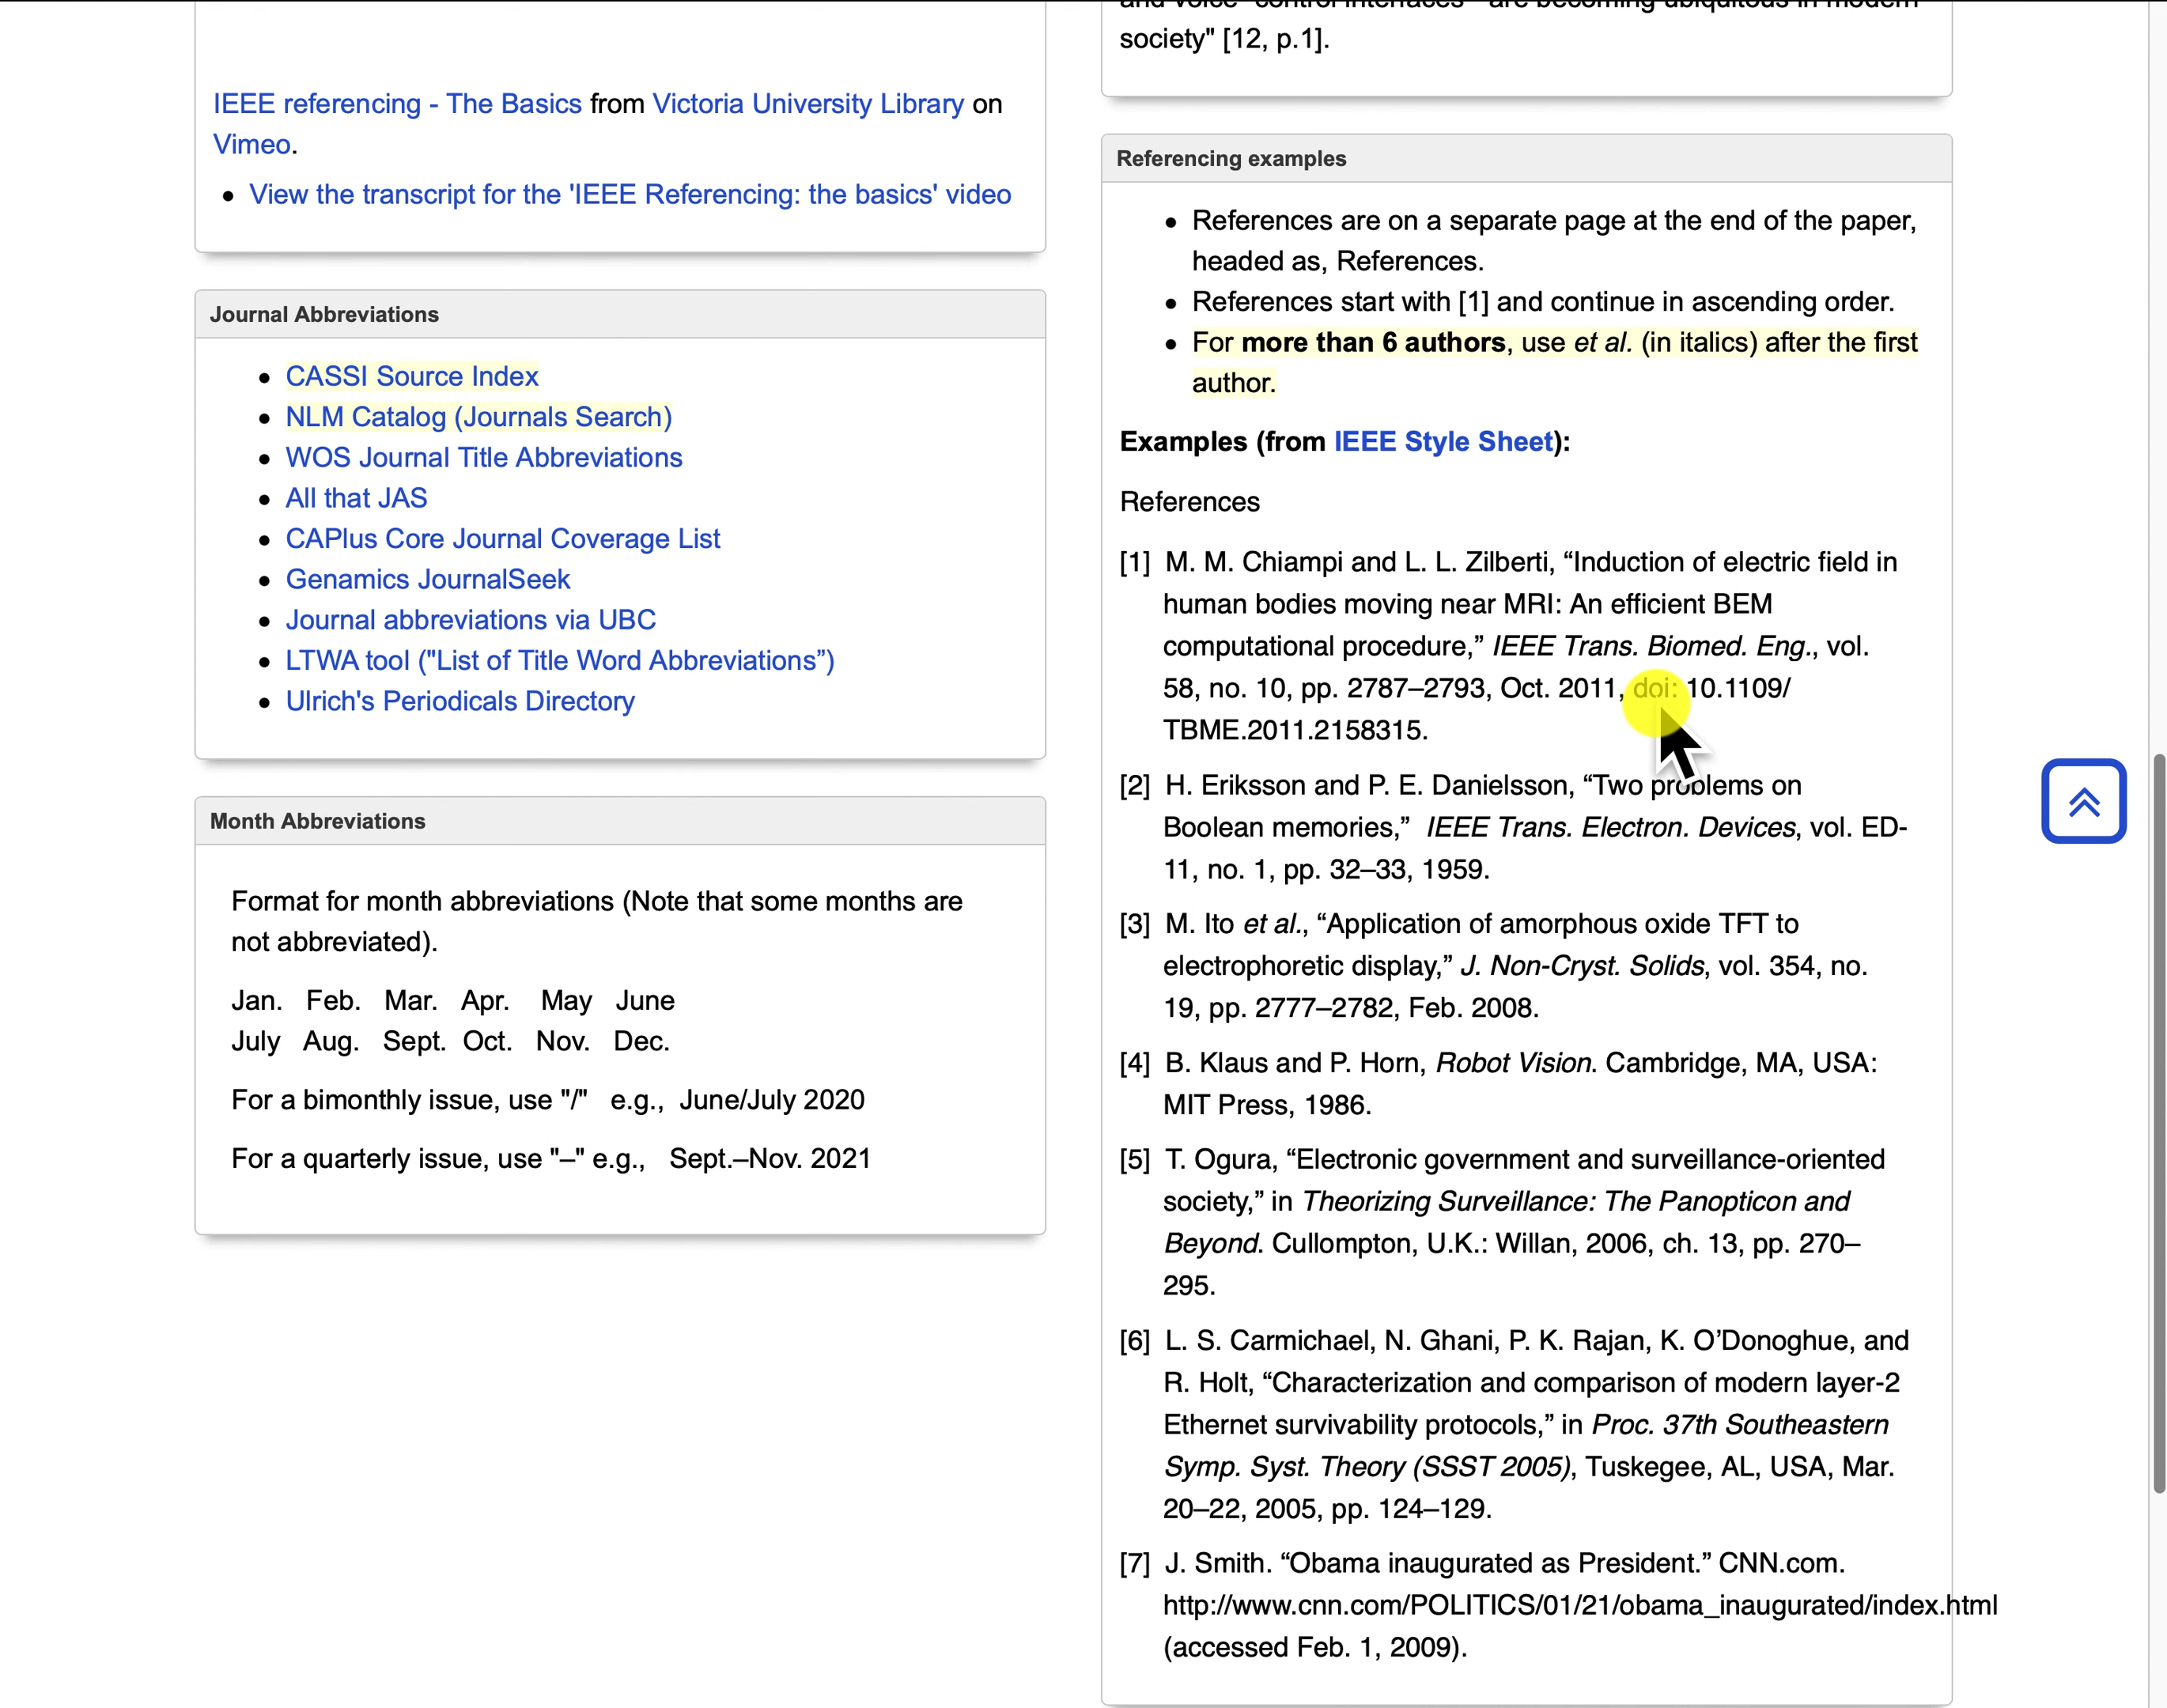 IEEE referencing - The Basics from Victoria University Library on
Vimeo.
• View the transcript for the 'IEEE Referencing: the basics' video
Journal Abbreviations
• CASSI Source Index
• NLM Catalog (Journals Search)
• WOS Journal Title Abbreviations
• All that JAS
• CAPlus Core Journal Coverage List
• Genamics JournalSeek
• Journal abbreviations via UBC
• LTWA tool ("List of Title Word Abbreviations”)
• Ulrich's Periodicals Directory
Month Abbreviations
Format for month abbreviations (Note that some months are
not abbreviated).
Jan. Feb. Mar. Apr. May June
July Aug. Sept. Oct. Nov. Dec.
For a bimonthly issue, use "/" e.g., June/July 2020
For a quarterly issue, use "–" e.g., Sept.–Nov. 2021
and voice "control interfaces" are becoming ubiquitous in modern
society" [12, p.1].
Referencing examples
• References are on a separate page at the end of the paper,
headed as, References.
• References start with [1] and continue in ascending order.
• For more than 6 authors, use et al. (in italics) after the first
author.
Examples (from IEEE Style Sheet):
References
[1] M. M. Chiampi and L. L. Zilberti, “Induction of electric field in
human bodies moving near MRI: An efficient BEM
computational procedure,” IEEE Trans. Biomed. Eng., vol.
58, no. 10, pp. 2787–2793, Oct. 2011, doi: 10.1109/
TBME.2011.2158315.
[2] H. Eriksson and P. E. Danielsson, “Two problems on
Boolean memories,” IEEE Trans. Electron. Devices, vol. ED-
11, no. 1, pp. 32–33, 1959.
[3] M. Ito et al., “Application of amorphous oxide TFT to
electrophoretic display,” J. Non-Cryst. Solids, vol. 354, no.
19, pp. 2777–2782, Feb. 2008.
[4] B. Klaus and P. Horn, Robot Vision. Cambridge, MA, USA:
MIT Press, 1986.
[5] T. Ogura, “Electronic government and surveillance-oriented
society,” in Theorizing Surveillance: The Panopticon and
Beyond. Cullompton, U.K.: Willan, 2006, ch. 13, pp. 270–
295.
[6] L. S. Carmichael, N. Ghani, P. K. Rajan, K. O’Donoghue, and
R. Holt, “Characterization and comparison of modern layer-2
Ethernet survivability protocols,” in Proc. 37th Southeastern
Symp. Syst. Theory (SSST 2005), Tuskegee, AL, USA, Mar.
20–22, 2005, pp. 124–129.
[7] J. Smith. “Obama inaugurated as President.” CNN.com.
http://www.cnn.com/POLITICS/01/21/obama_inaugurated/index.html
(accessed Feb. 1, 2009).